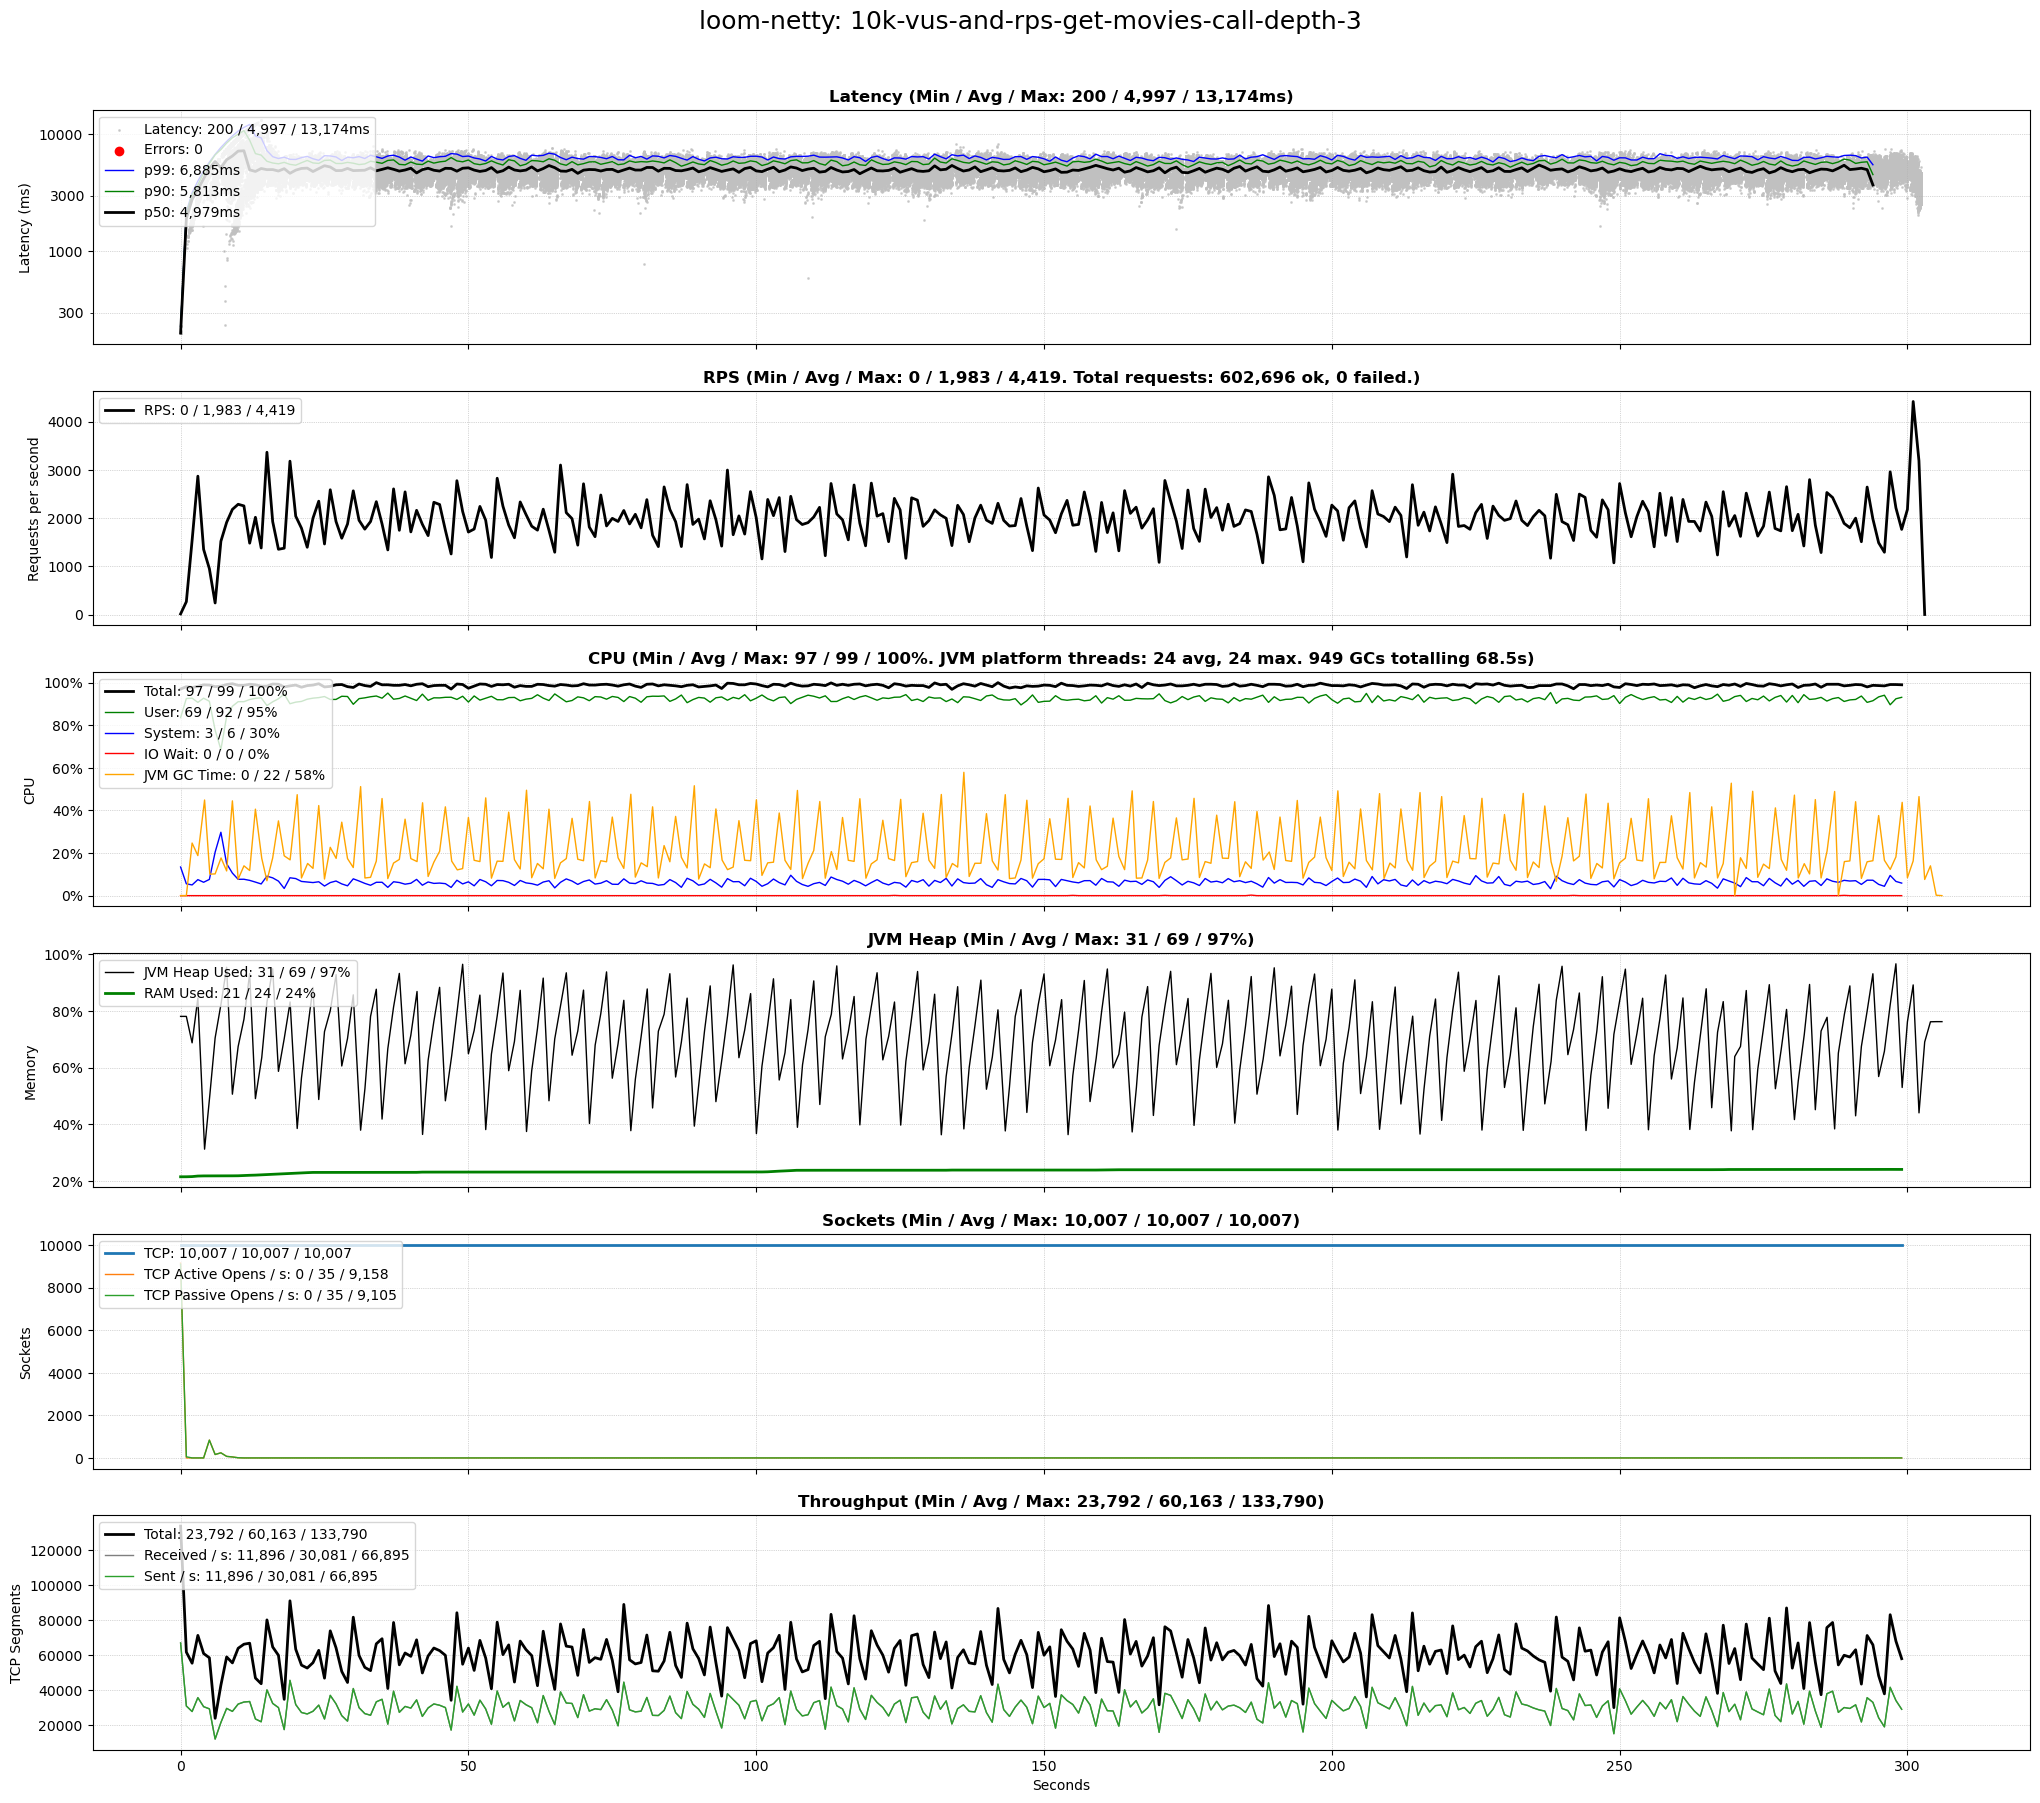 loom-netty: 10k-vus-and-rps-get-movies-call-depth-3
Latency (Min / Avg / Max: 200 / 4,997 / 13,174ms)
Latency (ms)
10000
3000
1000
300
Latency: 200 / 4,997 / 13,174ms
Errors: 0
p99: 6,885ms
p90: 5,813ms
p50: 4,979ms
RPS (Min / Avg / Max: 0 / 1,983 / 4,419. Total requests: 602,696 ok, 0 failed.)
Requests per second
4000
3000
2000
1000
0
RPS: 0 / 1,983 / 4,419
CPU (Min / Avg / Max: 97 / 99 / 100%. JVM platform threads: 24 avg, 24 max. 949 GCs totalling 68.5s)
CPU
100%
80%
60%
40%
20%
0%
Total: 97 / 99 / 100%
User: 69 / 92 / 95%
System: 3 / 6 / 30%
IO Wait: 0 / 0 / 0%
JVM GC Time: 0 / 22 / 58%
JVM Heap (Min / Avg / Max: 31 / 69 / 97%)
Memory
100%
80%
60%
40%
20%
JVM Heap Used: 31 / 69 / 97%
RAM Used: 21 / 24 / 24%
Sockets (Min / Avg / Max: 10,007 / 10,007 / 10,007)
Sockets
10000
8000
6000
4000
2000
0
TCP: 10,007 / 10,007 / 10,007
TCP Active Opens / s: 0 / 35 / 9,158
TCP Passive Opens / s: 0 / 35 / 9,105
Throughput (Min / Avg / Max: 23,792 / 60,163 / 133,790)
TCP Segments
120000
100000
80000
60000
40000
20000
Total: 23,792 / 60,163 / 133,790
Received / s: 11,896 / 30,081 / 66,895
Sent / s: 11,896 / 30,081 / 66,895
0 50 100 150 200 250 300
Seconds